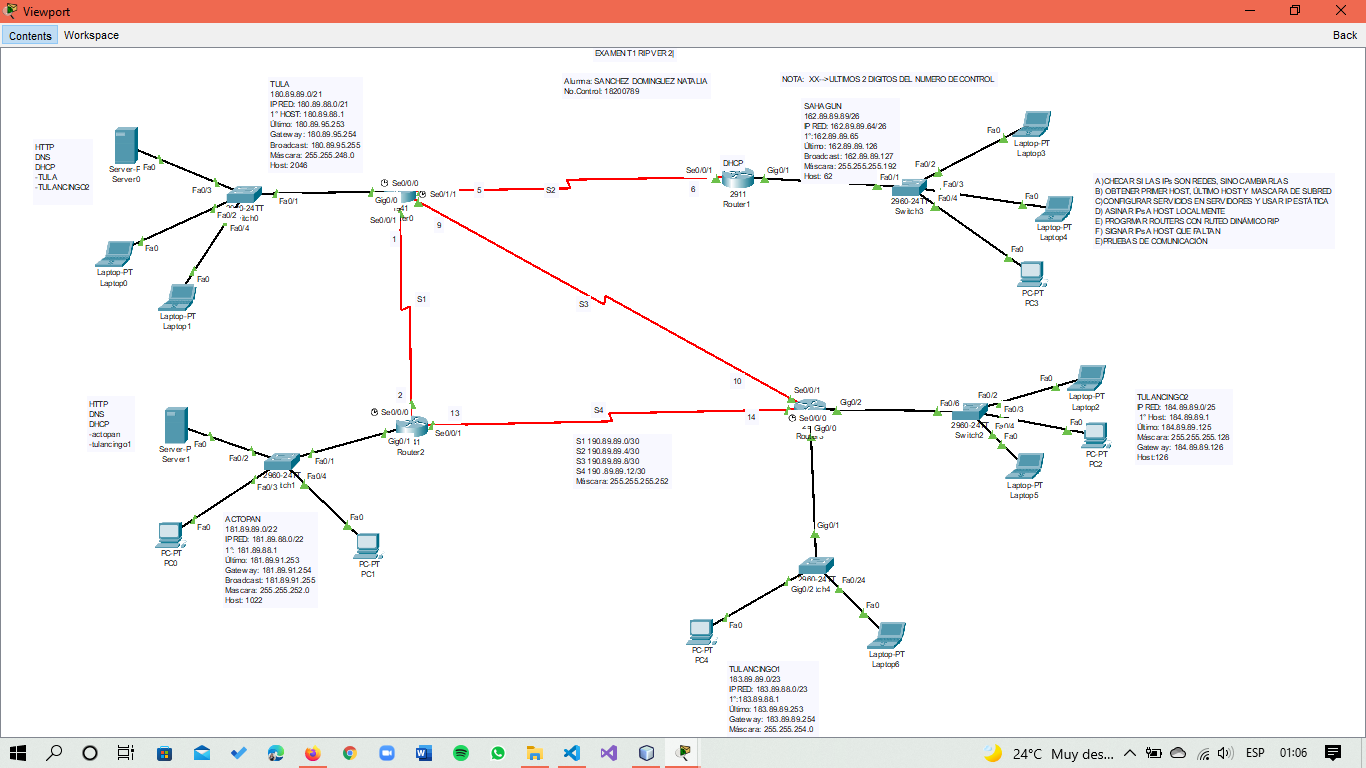 Viewport
Contents Workspace Back
EXAMEN T1 RIP VER 2
Alumna: SANCHEZ DOMINGUEZ NATALIA
No.Control: 18200789
NOTA: XX-->ULTIMOS 2 DIGITOS DEL NUMERO DE CONTROL
TULA
180.89.89.0/21
IP RED: 180.89.88.0/21
1° HOST: 180.89.88.1
Último: 180.89.95.253
Gateway: 180.89.95.254
Broadcast: 180.89.95.255
Máscara: 255.255.248.0
Host: 2046
HTTP
DNS
DHCP
-TULA
-TULANCINGO2
Server-P
Server0
Fa0
Fa0/3
Fa0/2
Fa0/4
Fa0/1
2960-24TT
Fa0
Laptop-PT
Laptop0
Fa0
Laptop-PT
Laptop1
Gig0/0
Se0/0/0
Se0/1/1
Se0/0/1
1
5
9
S2
6
Se0/0/1
DHCP
2911
Router1
Gig0/1
SAHAGUN
162.89.89.89/26
IP RED: 162.89.89.64/26
1°:162.89.89.65
Último: 162.89.89.126
Broadcast: 162.89.89.127
Máscara: 255.255.255.192
Host: 62
Fa0/1
Fa0/2
Fa0/3
Fa0/4
2960-24TT
Switch3
Fa0
Laptop-PT
Laptop3
Fa0
Laptop-PT
Laptop4
Fa0
PC-PT
PC3
A)CHECAR SI LAS IPs SON REDES, SINO CAMBIARLAS
B) OBTENER PRIMER HOST, ÚLTIMO HOST Y MASCARA DE SUBRED
C)CONFIGURAR SERVICIOS EN SERVIDORES Y USAR IP ESTÁTICA
D) ASINAR IPs A HOST LOCALMENTE
E) PROGRMAR ROUTERS CON RUTEO DINÁMICO RIP
F) SIGNAR IPs A HOST QUE FALTAN
E)PRUEBAS DE COMUNICACIÓN
S1
S3
10
2
13
S4
14
Se0/0/0
Gig0/1
Se0/0/1
Router2
Se0/0/1
Se0/0/0
Gig0/2
Gig0/0
S1 190.89.89.0/30
S2 190.89.89.4/30
S3 190.89.89.8/30
S4 190 .89.89.12/30
Máscara: 255.255.255.252
HTTP
DNS
DHCP
-actopan
-tulancingo1
Server-P
Server1
Fa0
Fa0/2
Fa0/1
Fa0/3
Fa0/4
2960-24TT
Fa0
PC-PT
PC0
Fa0
PC-PT
PC1
ACTOPAN
181.89.89.0/22
IP RED: 181.89.88.0/22
1°: 181.89.88.1
Último: 181.89.91.253
Gateway: 181.89.91.254
Broadcast: 181.89.91.255
Mascara: 255.255.252.0
Host: 1022
Fa0/6
Fa0/2
Fa0/3
Fa0/4
2960-24TT
Switch2
Fa0
Laptop-PT
Laptop2
Fa0
PC-PT
PC2
Fa0
Laptop-PT
Laptop5
TULANCINGO2
IP RED: 184.89.89.0/25
1° Host: 184.89.89.1
Último: 184.89.89.125
Máscara: 255.255.255.128
Gateway: 184.89.89.126
Host:126
Gig0/1
2960-24TT
Gig0/2
Fa0/24
Fa0
PC-PT
PC4
Fa0
Laptop-PT
Laptop6
TULANCINGO1
183.89.89.0/23
IP RED: 183.89.88.0/23
1°:183.89.88.1
Último: 183.89.89.253
Gateway: 183.89.89.254
Máscara: 255.255.254.0
24°C Muy des... ESP 01:06